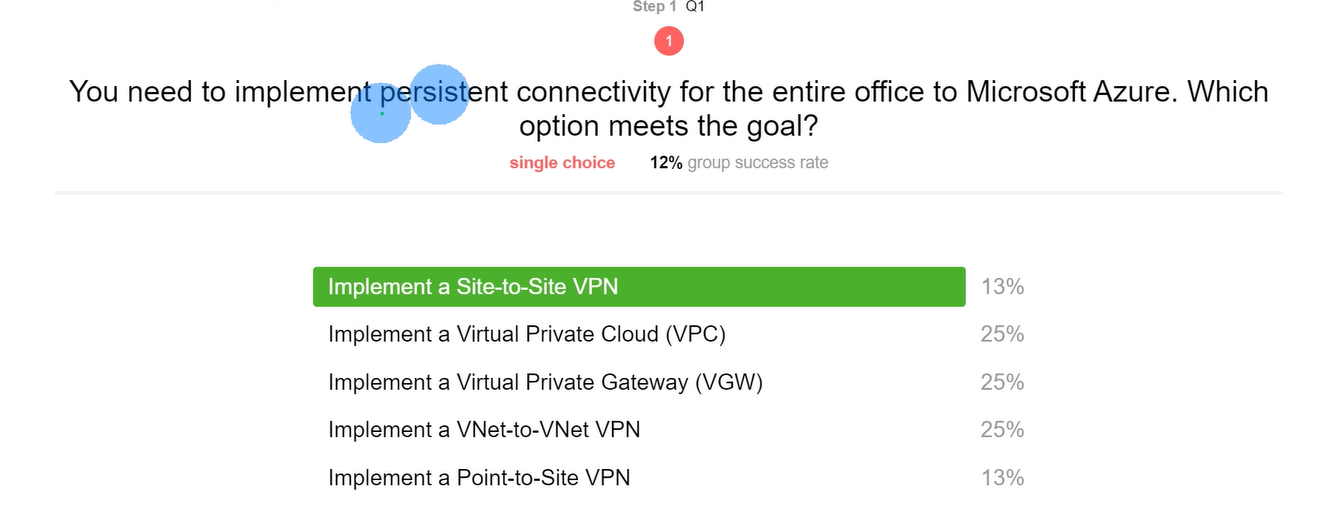 Step 1 Q1
1
You need to implement persistent connectivity for the entire office to Microsoft Azure. Which
option meets the goal?
single choice 12% group success rate
Implement a Site-to-Site VPN 13%
Implement a Virtual Private Cloud (VPC) 25%
Implement a Virtual Private Gateway (VGW) 25%
Implement a VNet-to-VNet VPN 25%
Implement a Point-to-Site VPN 13%